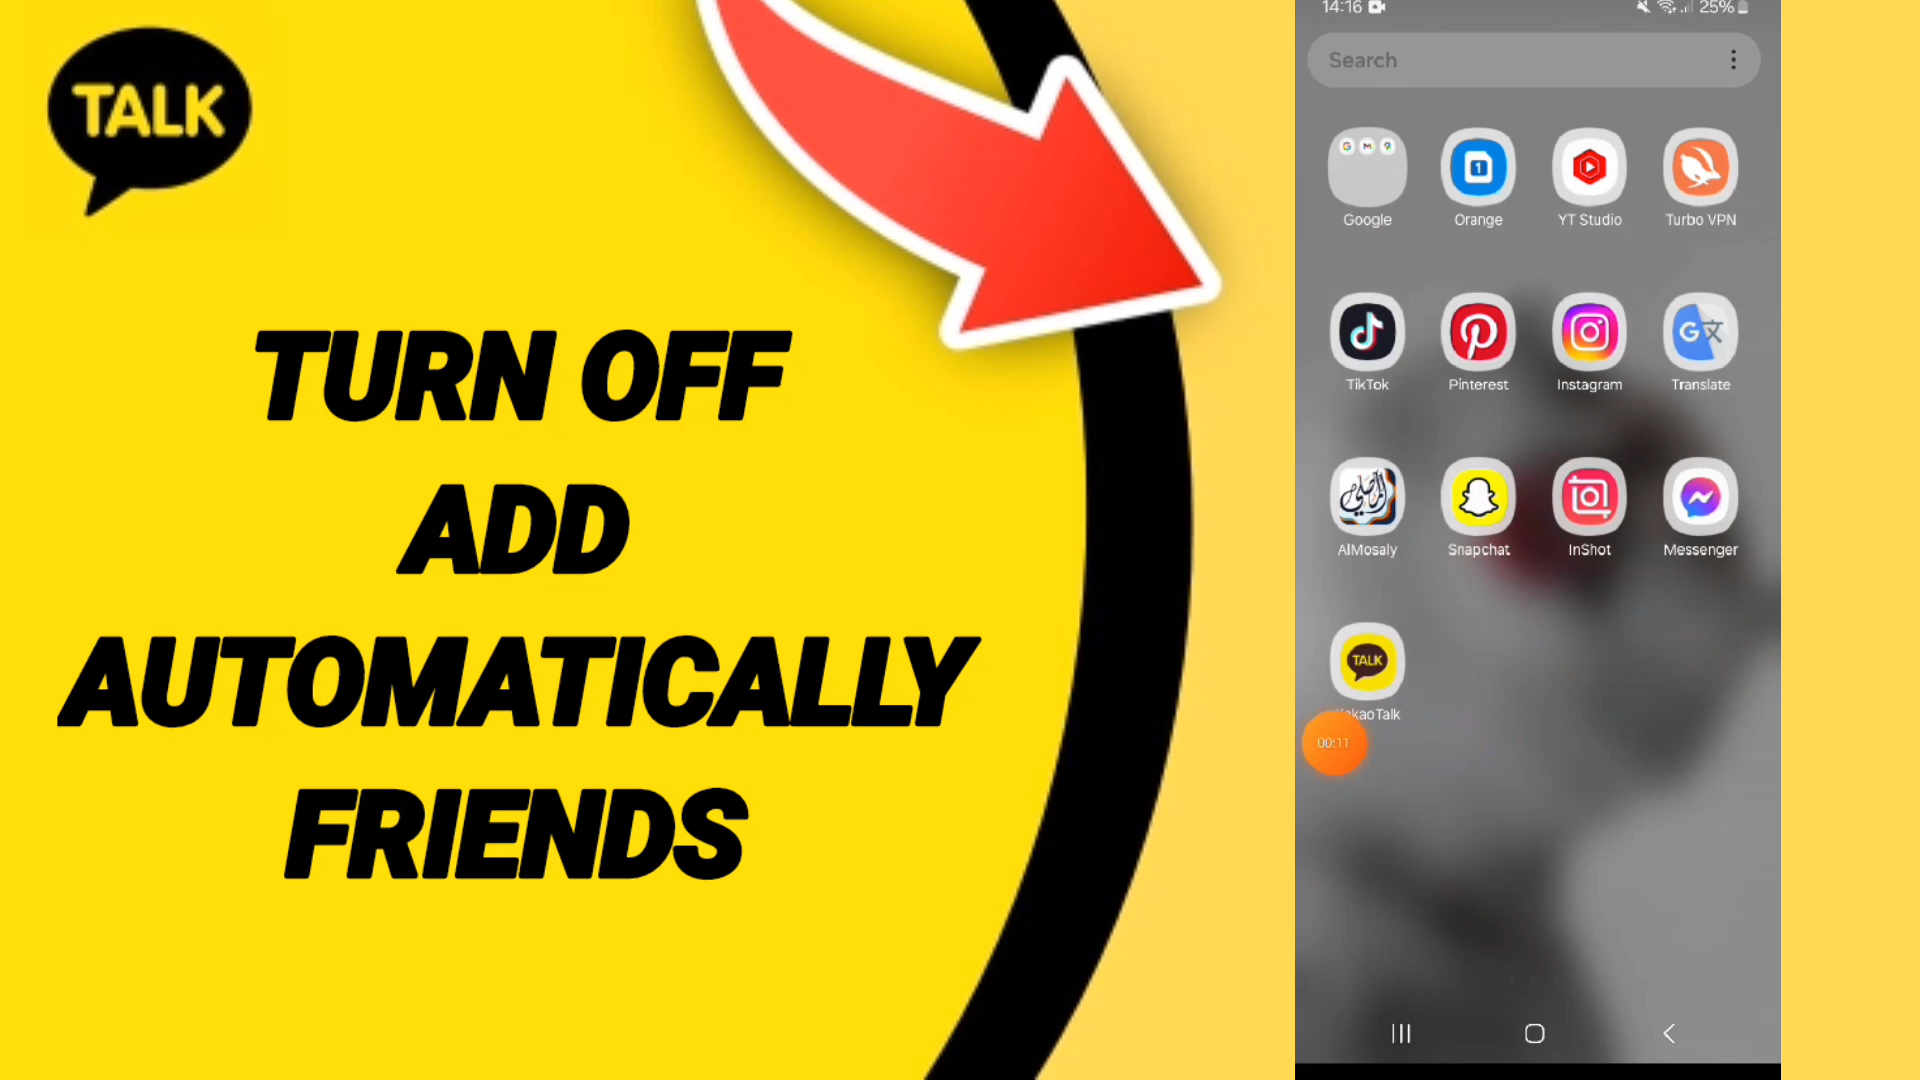 TALK
TURN OFF
ADD
AUTOMATICALLY
FRIENDS
14:16
25%
Search
Google
Orange
YT Studio
Turbo VPN
TikTok
Pinterest
Instagram
Translate
AlMosaly
Snapchat
InShot
Messenger
TALK
kaoTalk
00:11